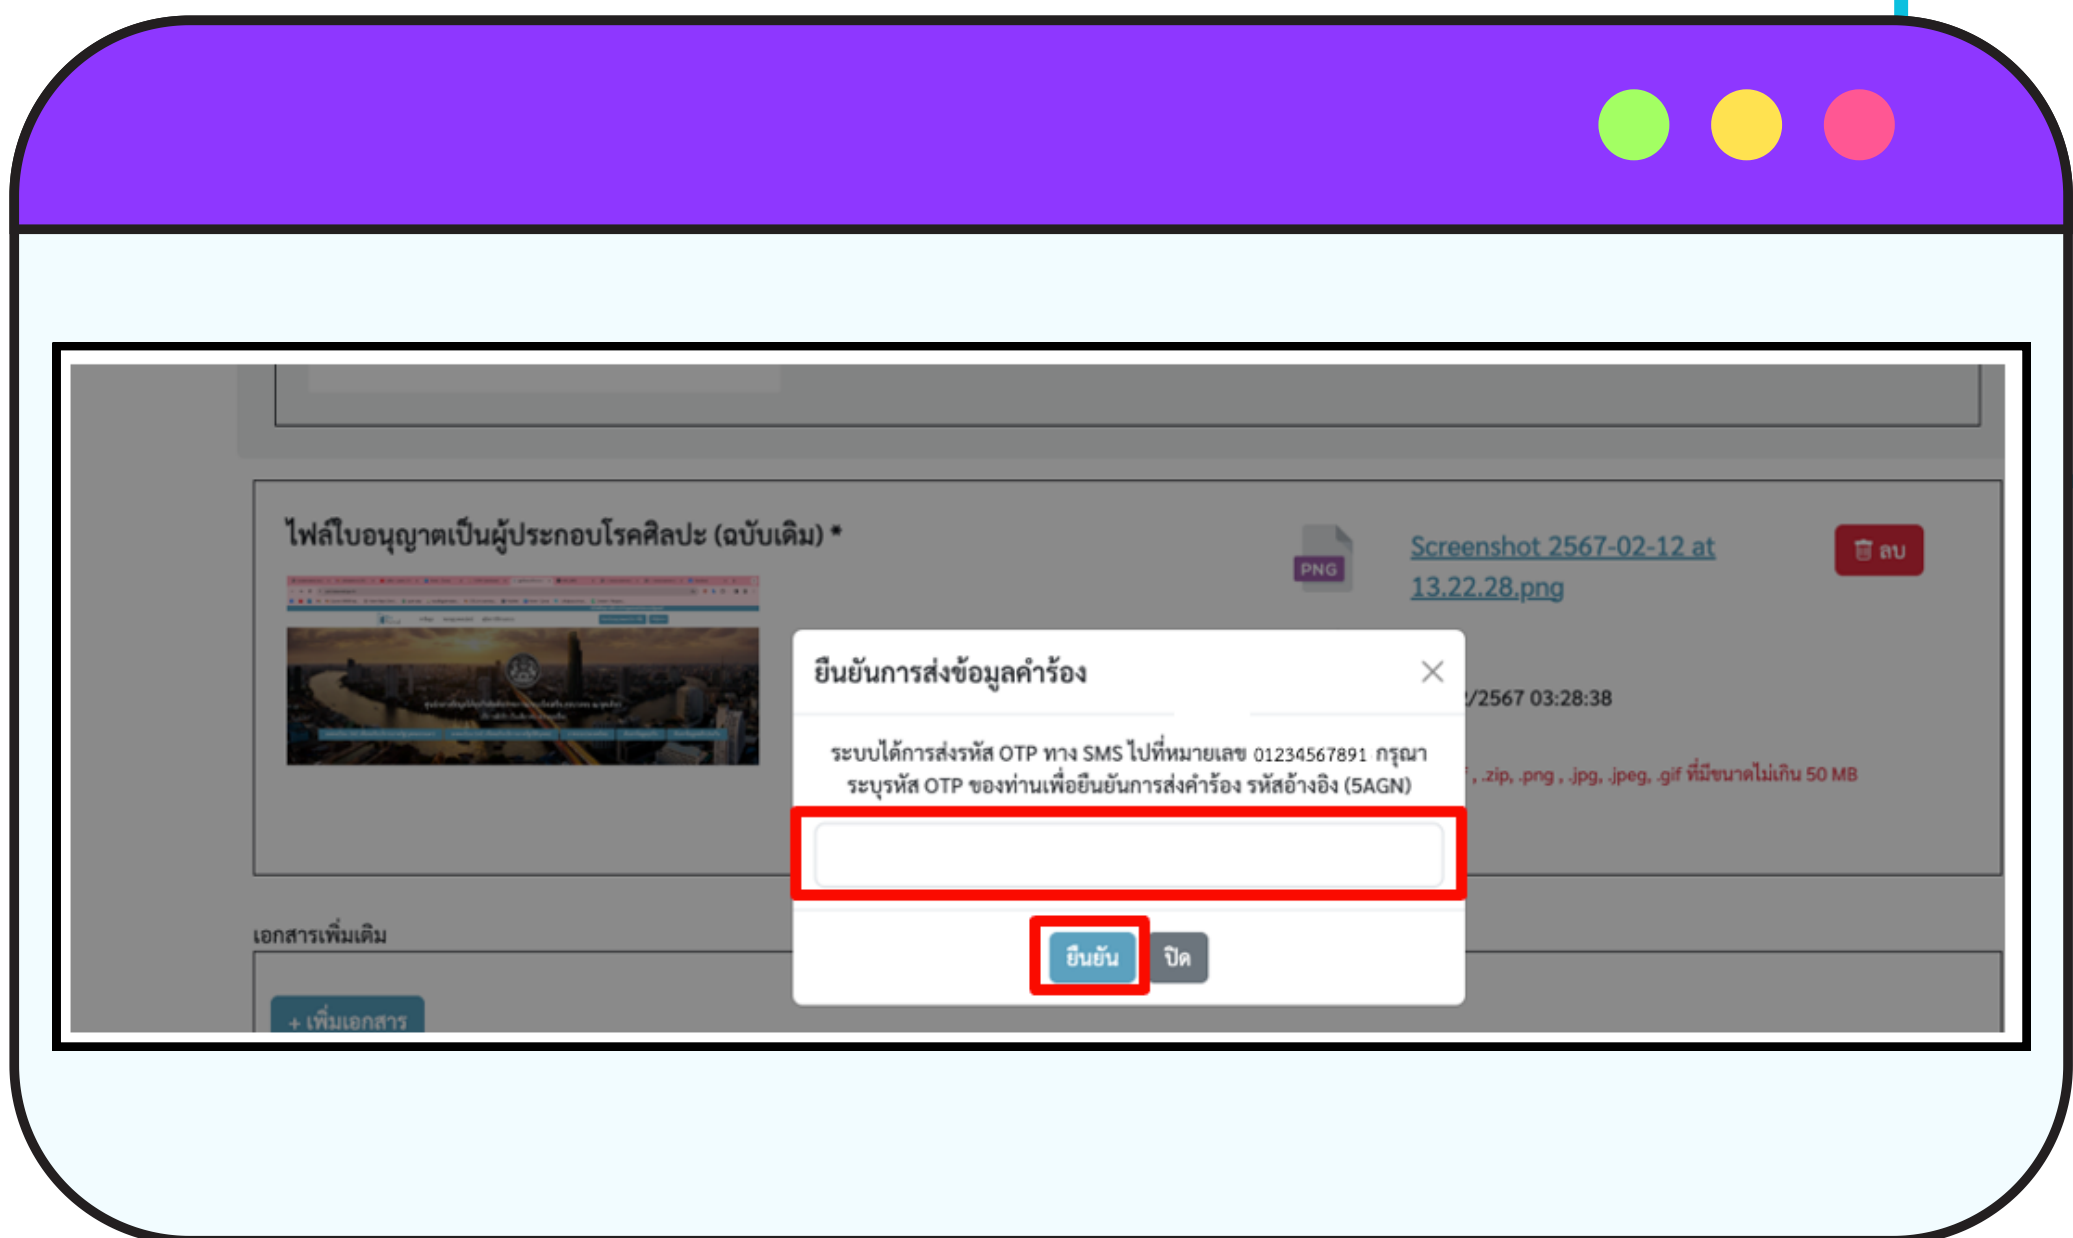 ไฟล์ใบอนุญาตเป็นผู้ประกอบโรคศิลปะ (ฉบับเดิม) *
PNG
Screenshot 2567-02-12 at
13.22.28.png
ลบ
ยืนยันการส่งข้อมูลคำร้อง
/2567 03:28:38
ระบบได้การส่งรหัส OTP ทาง SMS ไปที่หมายเลข 01234567891 กรุณา
ระบุรหัส OTP ของท่านเพื่อยืนยันการส่งคำร้อง รหัสอ้างอิง (5AGN)
, .zip, .png , .jpg, .jpeg, .gif ที่มีขนาดไม่เกิน 50 MB
ยืนยัน
ปิด
เอกสารเพิ่มเติม
+ เพิ่มเอกสาร